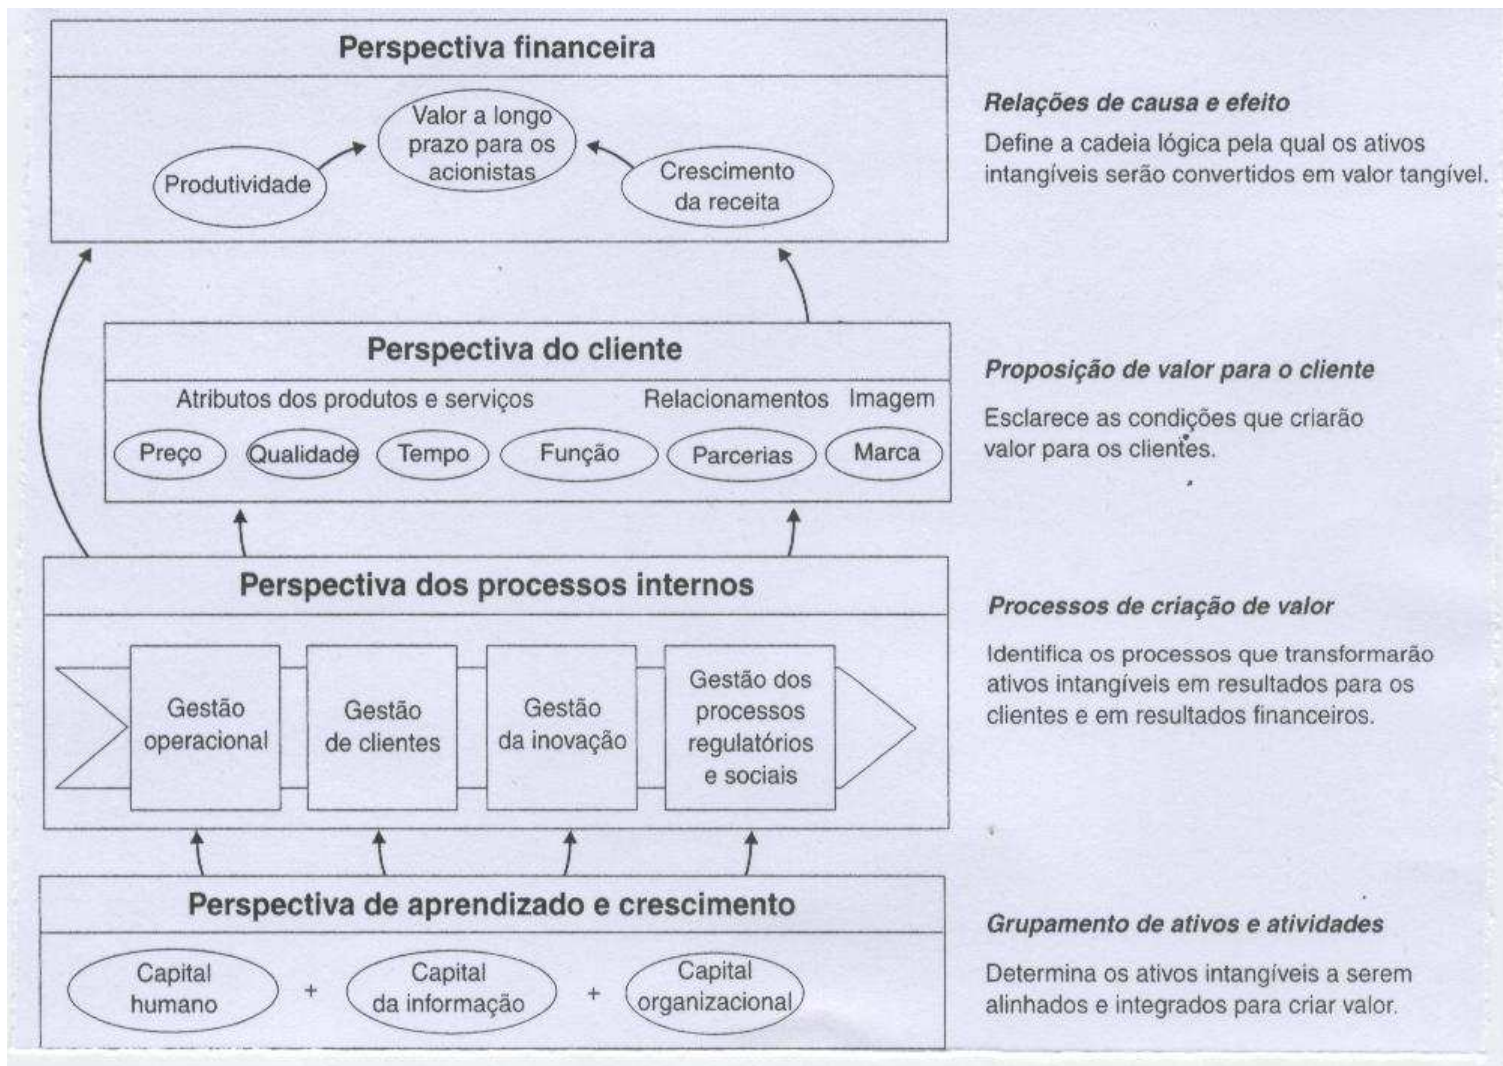 Perspectiva financeira
Valor a longo
prazo para os
acionistas
Produtividade
Crescimento
da receita
Relações de causa e efeito
Define a cadeia lógica pela qual os ativos
intangíveis serão convertidos em valor tangível.
Perspectiva do cliente
Atributos dos produtos e serviços
Relacionamentos
Imagem
Preço
Qualidade
Tempo
Função
Parcerias
Marca
Proposição de valor para o cliente
Esclarece as condições que criarão
valor para os clientes.
Perspectiva dos processos internos
Gestão
operacional
Gestão
de clientes
Gestão
da inovação
Gestão dos
processos
regulatórios
e sociais
Processos de criação de valor
Identifica os processos que transformarão
ativos intangíveis em resultados para os
clientes e em resultados financeiros.
Perspectiva de aprendizado e crescimento
Capital
humano
+
Capital
da informação
+
Capital
organizacional
Grupamento de ativos e atividades
Determina os ativos intangíveis a serem
alinhados e integrados para criar valor.